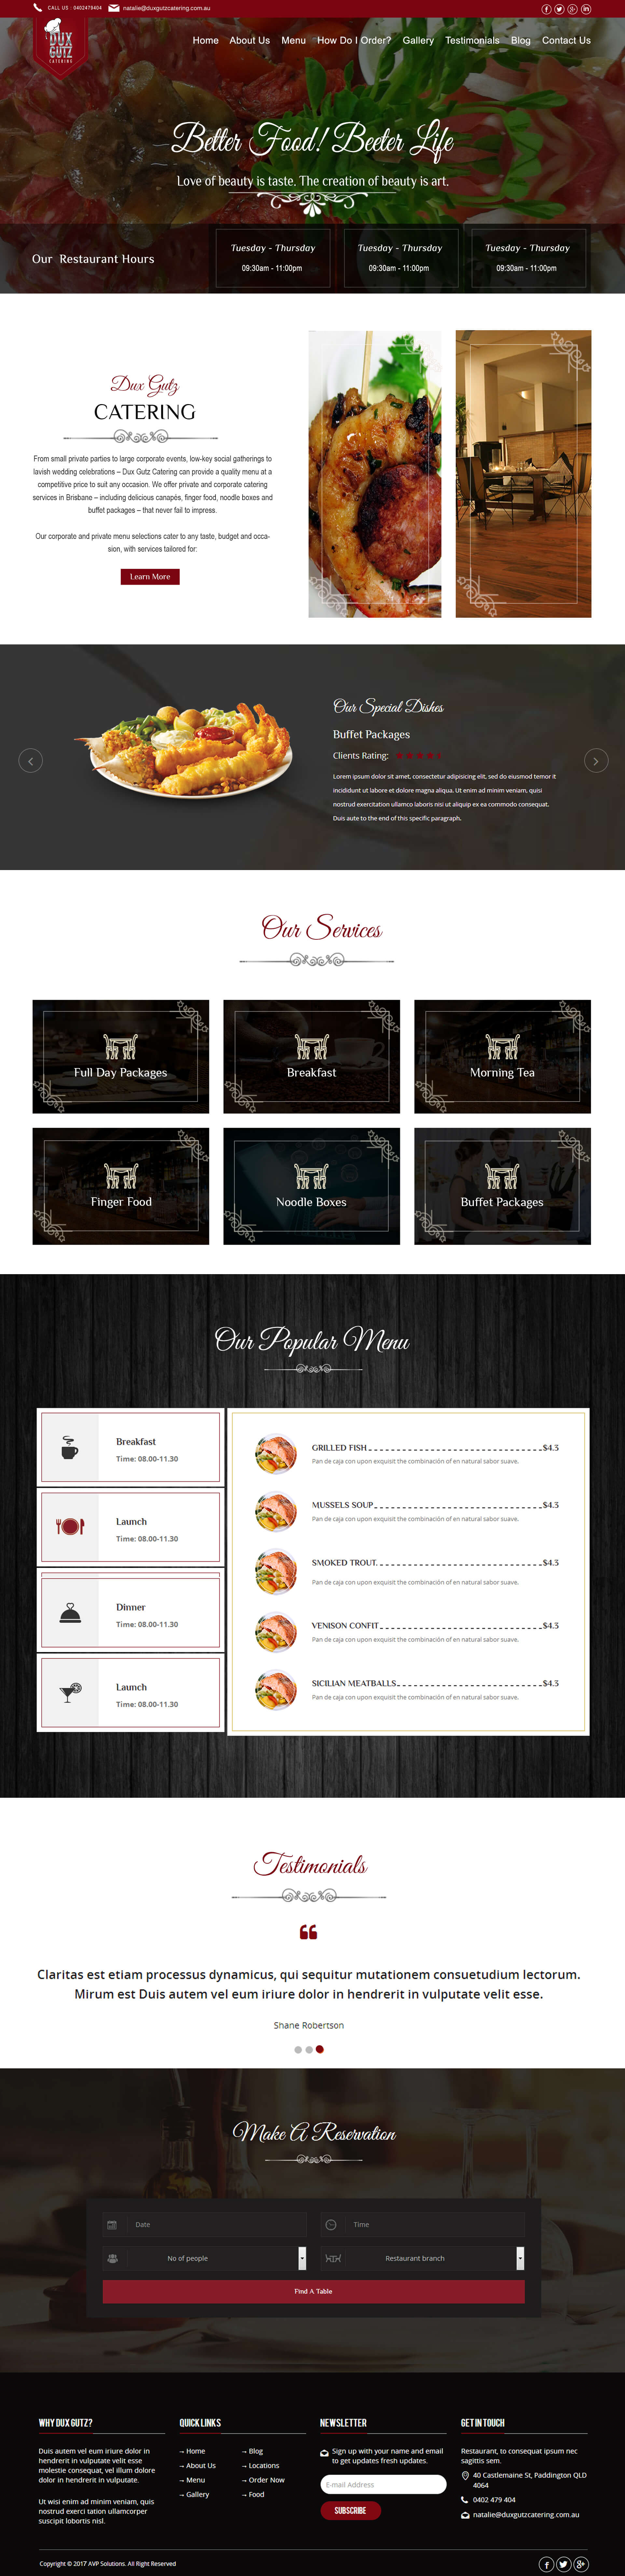 CALL US : 0402479404
natalie@duxgutzcatering.com.au
DUX
GUTZ
CATERING
Home About Us Menu How Do I Order? Gallery Testimonials Blog Contact Us
Better Food! Beeter Life
Love of beauty is taste. The creation of beauty is art.
Our Restaurant Hours
Tuesday - Thursday
09:30am - 11:00pm
Tuesday - Thursday
09:30am - 11:00pm
Tuesday - Thursday
09:30am - 11:00pm
Dux Gutz
CATERING
From small private parties to large corporate events, low-key social gatherings to
lavish wedding celebrations – Dux Gutz Catering can provide a quality menu at a
competitive price to suit any occasion. We offer private and corporate catering
services in Brisbane – including delicious canapés, finger food, noodle boxes and
buffet packages – that never fail to impress.
Our corporate and private menu selections cater to any taste, budget and occa-
sion, with services tailored for:
Learn More
Our Special Dishes
Buffet Packages
Clients Rating:
Lorem ipsum dolor sit amet, consectetur adipisicing elit, sed do eiusmod temor it
incididunt ut labore et dolore magna aliqua. Ut enim ad minim veniam, quisi
nostrud exercitation ullamco laboris nisi ut aliquip ex ea commodo consequat.
Duis aute to the end of this specific paragraph.
Our Services
Full Day Packages
Breakfast
Morning Tea
Finger Food
Noodle Boxes
Buffet Packages
Our Popular Menu
Breakfast
Time: 08.00-11.30
Launch
Time: 08.00-11.30
Dinner
Time: 08.00-11.30
Launch
Time: 08.00-11.30
GRILLED FISH $4.3
Pan de caja con upon exquisit the combinación of en natural sabor suave.
MUSSELS SOUP $4.3
Pan de caja con upon exquisit the combinación of en natural sabor suave.
SMOKED TROUT $4.3
Pan de caja con upon exquisit the combinación of en natural sabor suave.
VENISON CONFIT $4.3
Pan de caja con upon exquisit the combinación of en natural sabor suave.
SICILIAN MEATBALLS $4.3
Pan de caja con upon exquisit the combinación of en natural sabor suave.
Testimonials
Claritas est etiam processus dynamicus, qui sequitur mutationem consuetudium lectorum.
Mirum est Duis autem vel eum iriure dolor in hendrerit in vulputate velit esse.
Shane Robertson
Make A Reservation
Date
Time
No of people
Restaurant branch
Find A Table
WHY DUX GUTZ?
Duis autem vel eum iriure dolor in
hendrerit in vulputate velit esse
molestie consequat, vel illum dolore
dolor in hendrerit in vulputate.
Ut wisi enim ad minim veniam, quis
nostrud exerci tation ullamcorper
suscipit lobortis nisl.
QUICK LINKS
→ Home
→ About Us
→ Menu
→ Gallery
→ Blog
→ Locations
→ Order Now
→ Food
NEWSLETTER
Sign up with your name and email
to get updates fresh updates.
E-mail Address
SUBSCRIBE
GET IN TOUCH
Restaurant, to consequat ipsum nec
sagittis sem.
40 Castlemaine St, Paddington QLD
4064
0402 479 404
natalie@duxgutzcatering.com.au
Copyright © 2017 AVP Solutions. All Right Reserved